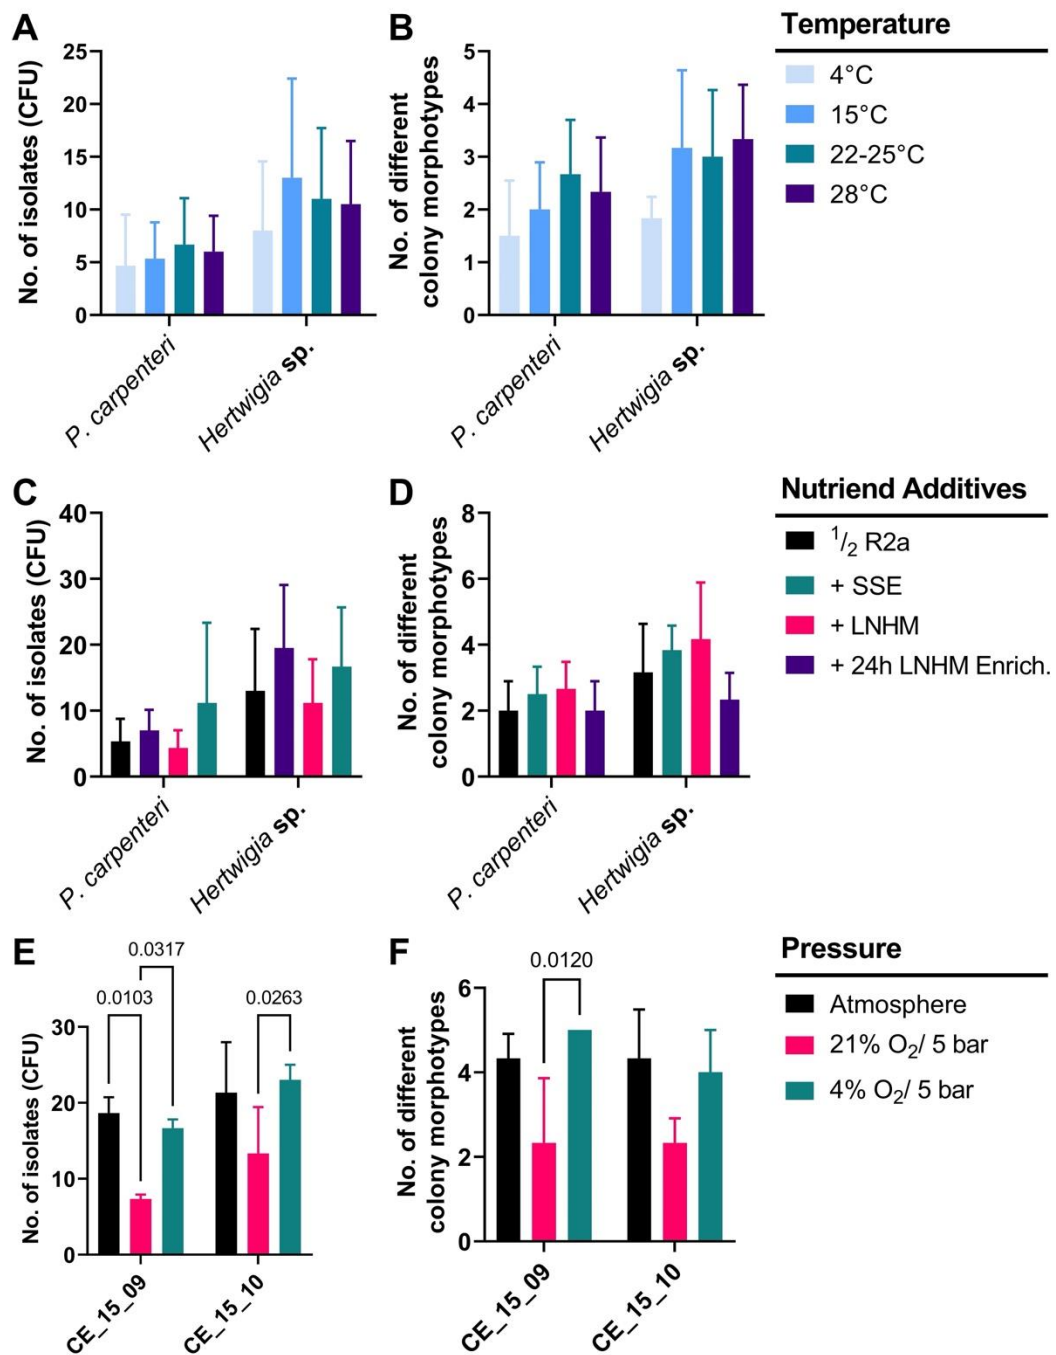 A
No. of isolates (CFU)
25
20
15
10
5
0
P. carpenteri
Hertwigia sp.
B
No. of different
colony morphotypes
5
4
3
2
1
0
P. carpenteri
Hertwigia sp.
Temperature
4°C
15°C
22-25°C
28°C
C
No. of isolates (CFU)
40
30
20
10
0
P. carpenteri
Hertwigia sp.
D
No. of different
colony morphotypes
8
6
4
2
0
P. carpenteri
Hertwigia sp.
Nutriend Additives
1/2 R2a
+ SSE
+ LNHM
+ 24h LNHM Enrich.
E
0.0317
0.0103
0.0263
No. of isolates (CFU)
30
20
10
0
CE_15_09
CE_15_10
F
0.0120
No. of different
colony morphotypes
6
4
2
0
CE_15_09
CE_15_10
Pressure
Atmosphere
21% O2/ 5 bar
4% O2/ 5 bar